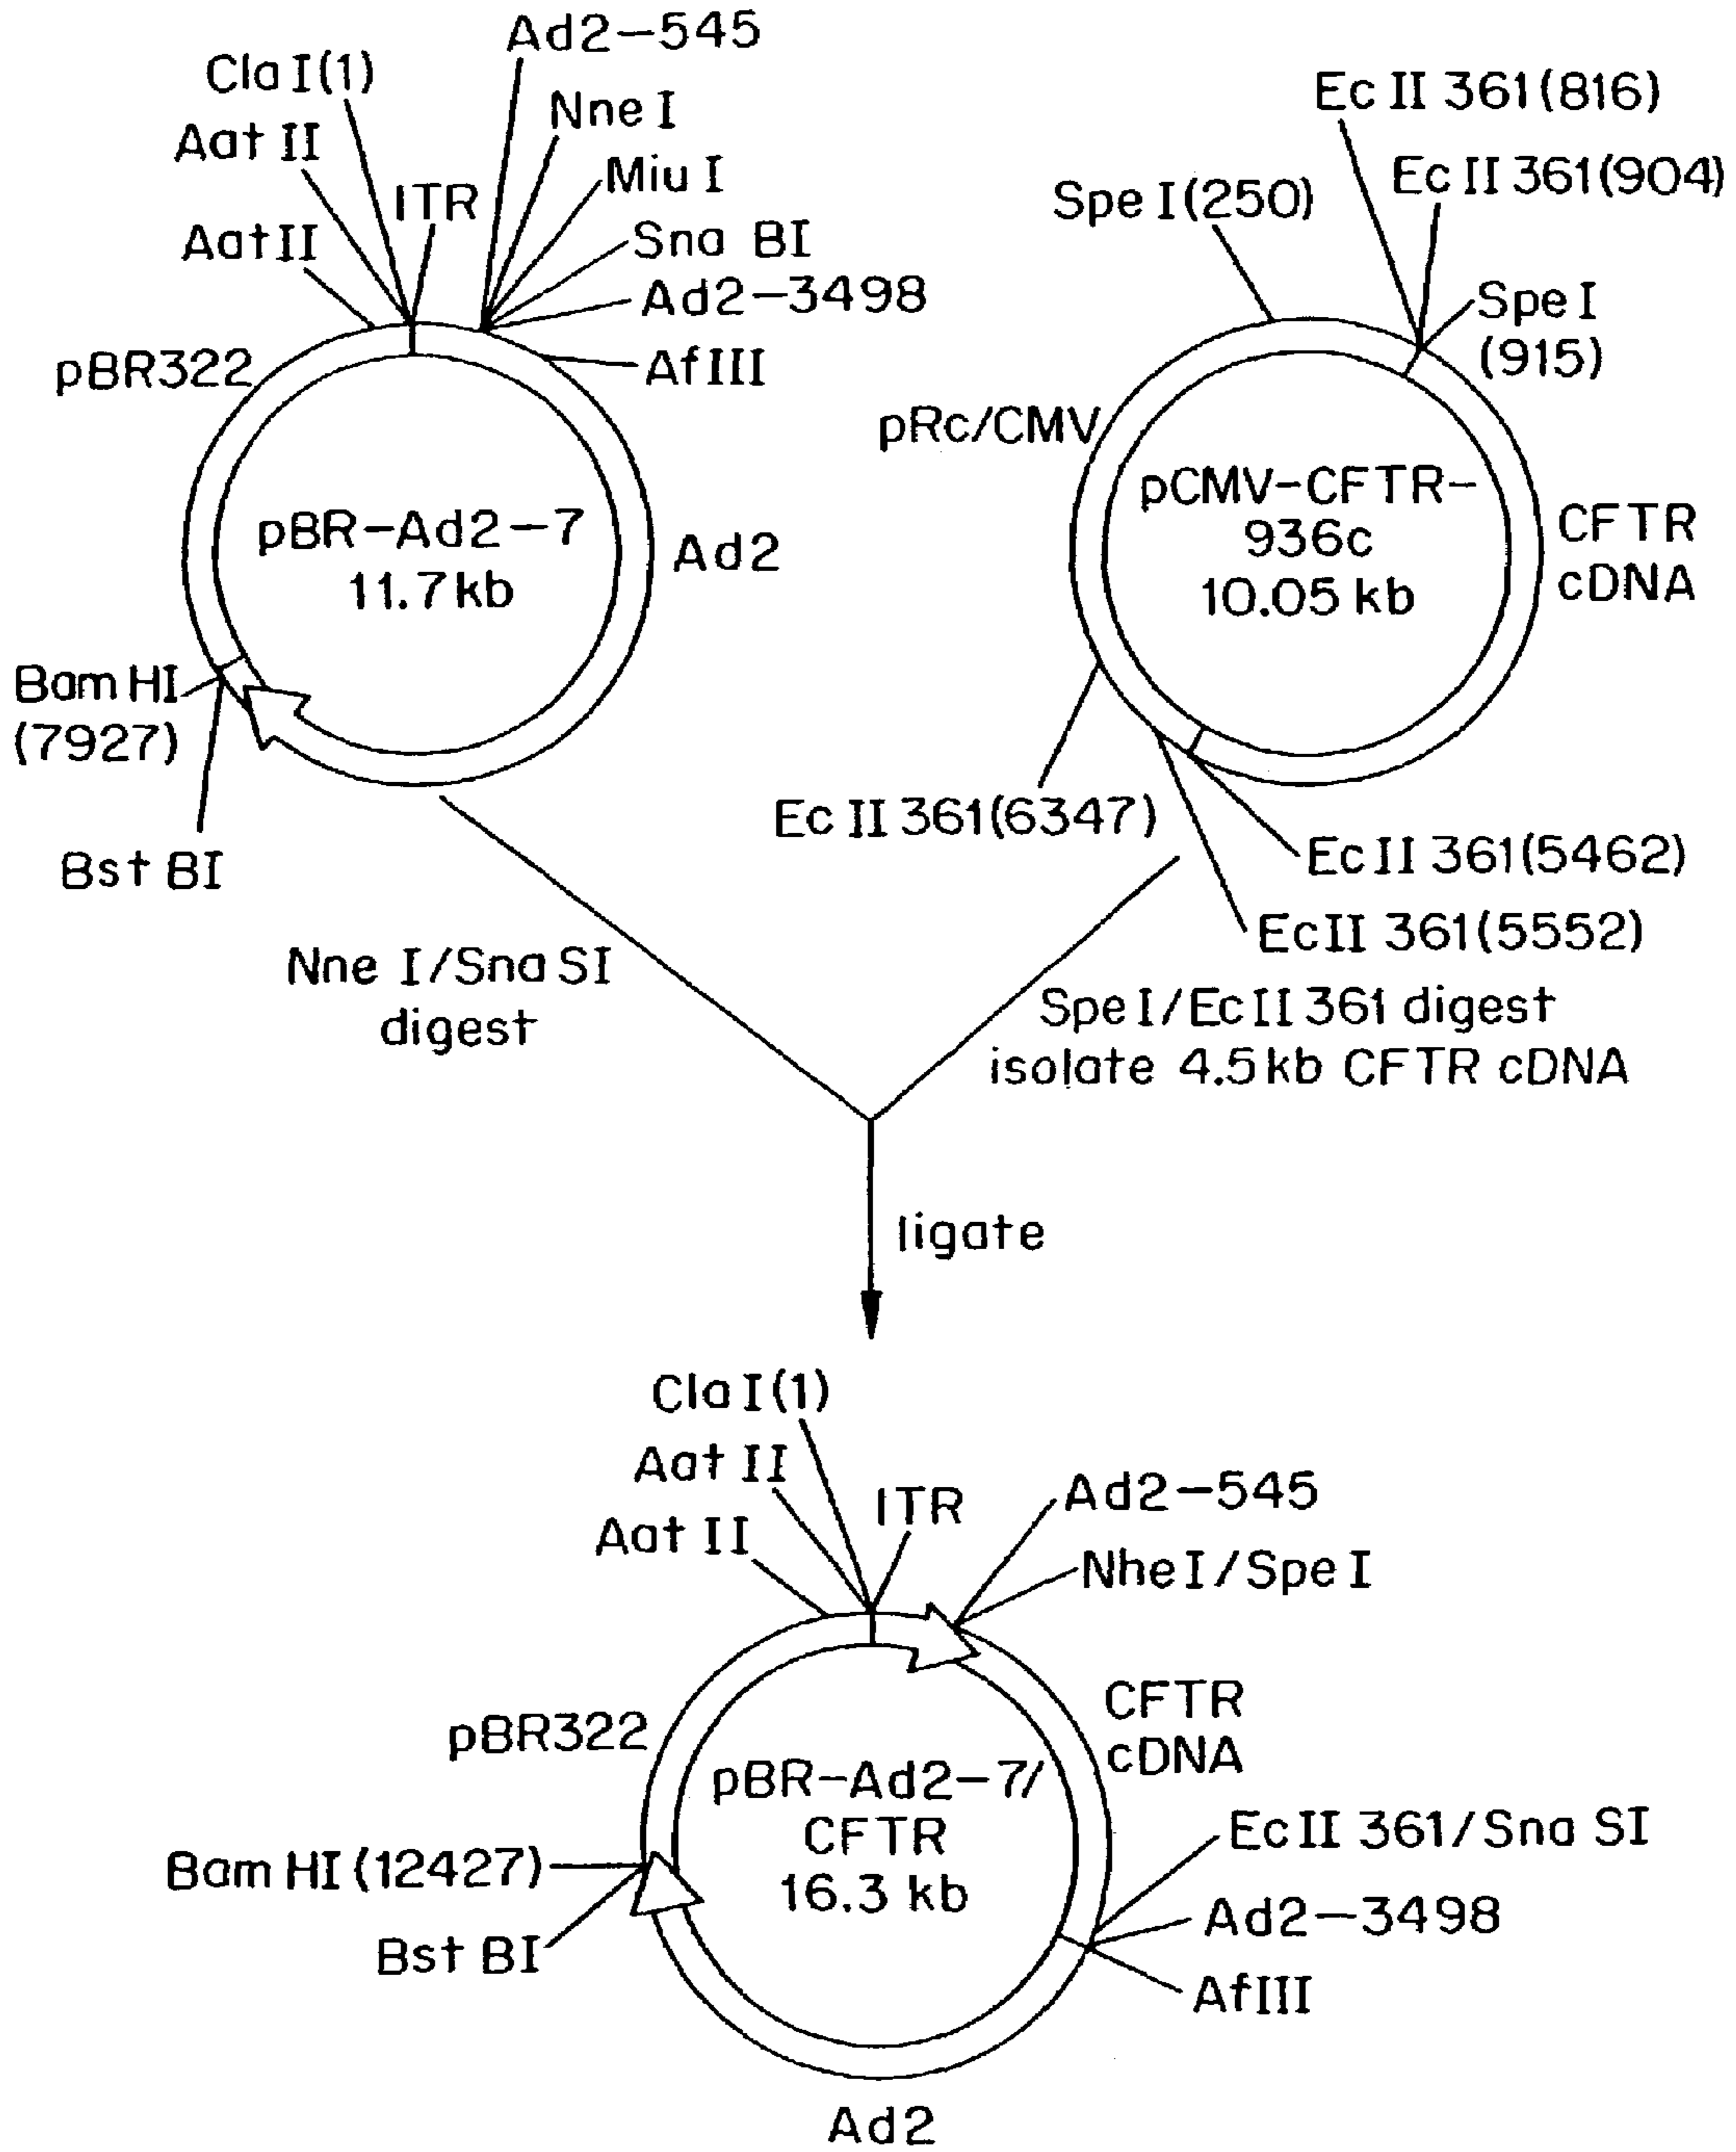 Ad2-545
Cla I(1)
Nne I
Aat II
Miu I
ITR
Aat II
Sna BI
Ad2-3498
Af III
pBR322
pBR-Ad2-7
11.7 kb
Ad2
Bam HI
(7927)
Bst BI
Ec II 361(816)
Ec II 361(904)
Spe I(250)
Spe I
(915)
pRc/CMV
pCMV-CFTR-
936c
10.05 kb
CFTR
cDNA
Ec II 361(6347)
Ec II 361(5462)
Ec II 361(5552)
Nne I/Sna SI
digest
Spe I/Ec II 361 digest
isolate 4.5kb CFTR cDNA
ligate
Cla I(1)
Aat II
ITR
Aat II
Ad2-545
Nhe I/Spe I
CFTR
cDNA
pBR322
pBR-Ad2-7/
CFTR
16.3 kb
Ec II 361/Sna SI
Bam HI (12427)
Ad2-3498
Bst BI
Af III
Ad2